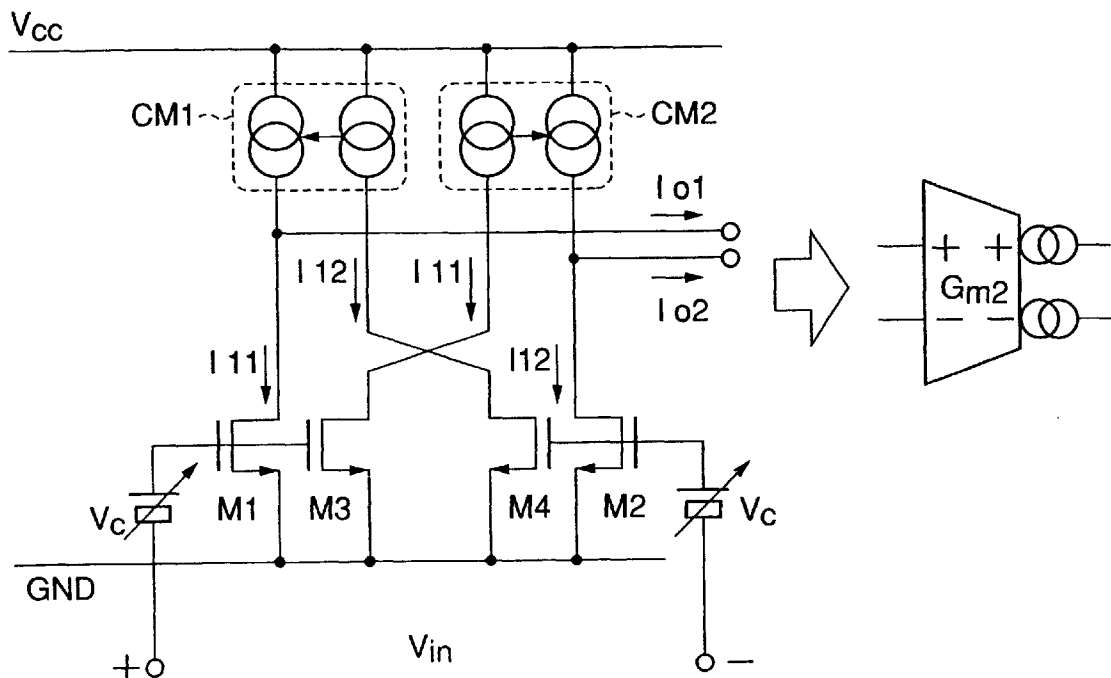 Vcc
CM1
CM2
I o1
I 12
I 11
I o2
+ +
Gm2
− −
I 11
I12
Vc
M1
M3
M4
M2
Vc
GND
Vin
+
−